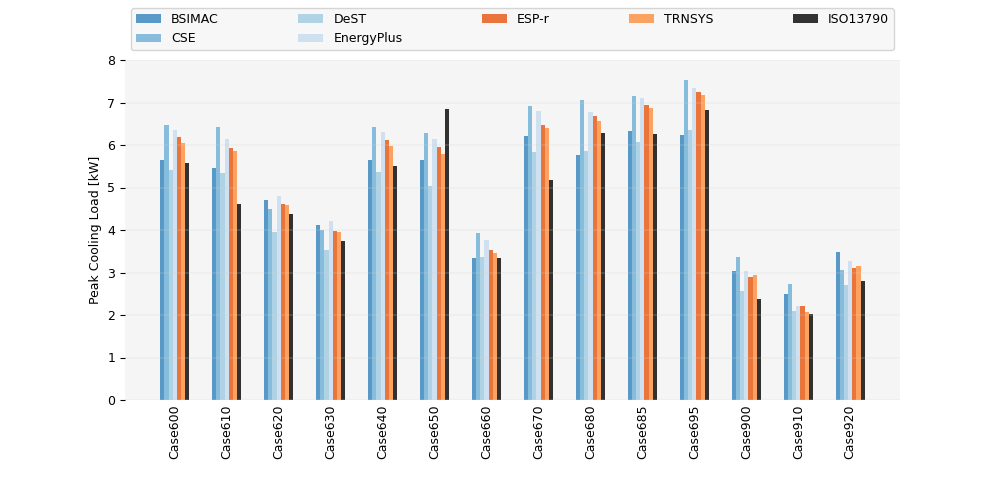 BSIMAC DeST ESP-r TRNSYS ISO13790
CSE EnergyPlus
8
7
6
5
4
3
2
1
0
Peak Cooling Load [kW]
Case600 Case610 Case620 Case630 Case640 Case650 Case660 Case670 Case680 Case685 Case695 Case900 Case910 Case920